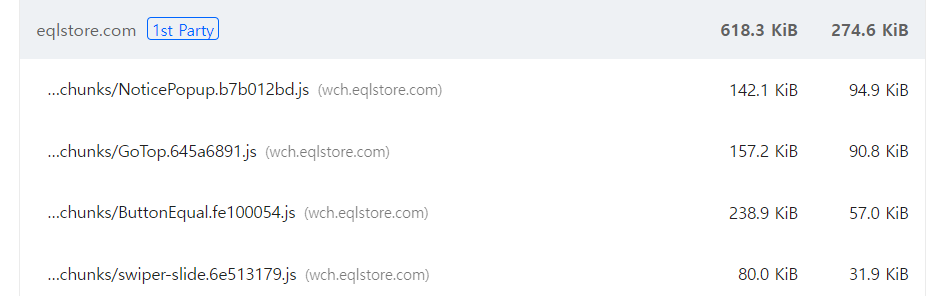 eqlstore.com 1st Party 618.3 KiB 274.6 KiB
...chunks/NoticePopup.b7b012bd.js (wch.eqlstore.com) 142.1 KiB 94.9 KiB
...chunks/GoTop.645a6891.js (wch.eqlstore.com) 157.2 KiB 90.8 KiB
...chunks/ButtonEqual.fe100054.js (wch.eqlstore.com) 238.9 KiB 57.0 KiB
...chunks/swiper-slide.6e513179.js (wch.eqlstore.com) 80.0 KiB 31.9 KiB